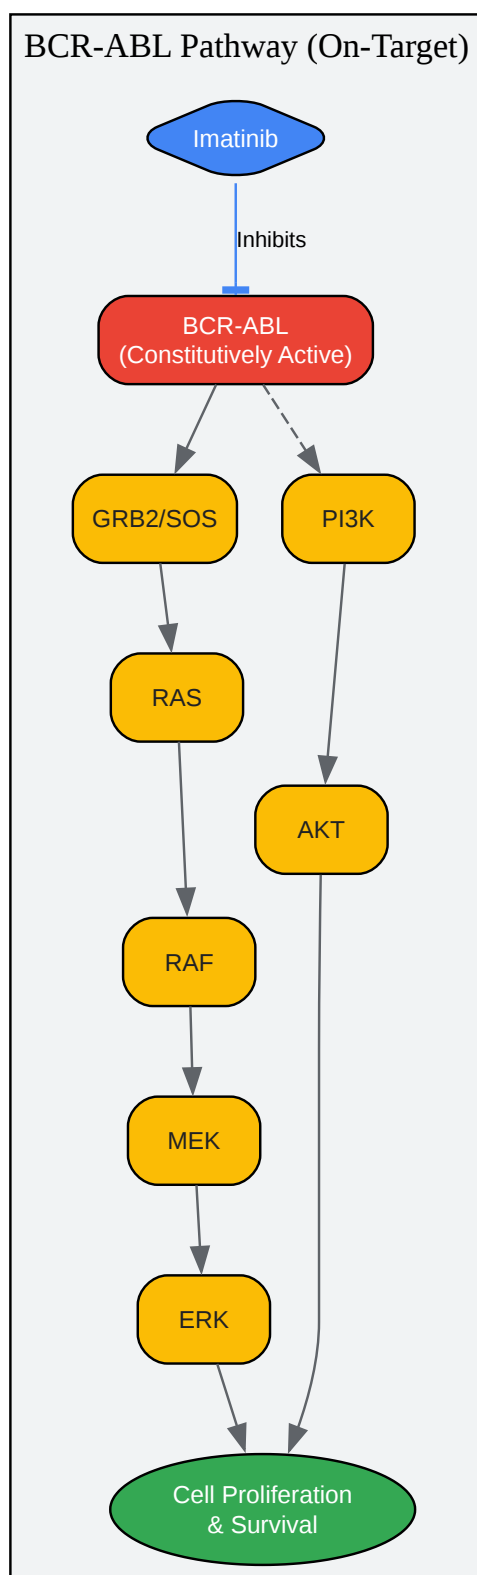 BCR-ABL Pathway (On-Target)
Imatinib
Inhibits
BCR-ABL
(Constitutively Active)
GRB2/SOS
PI3K
RAS
AKT
RAF
MEK
ERK
Cell Proliferation
& Survival